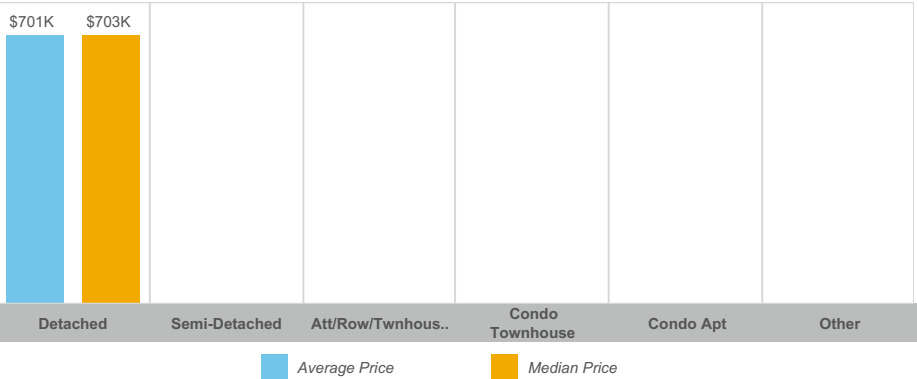 $701K $703K
Detached Semi-Detached Att/Row/Twnhous.. Condo Townhouse Condo Apt Other
Average Price Median Price